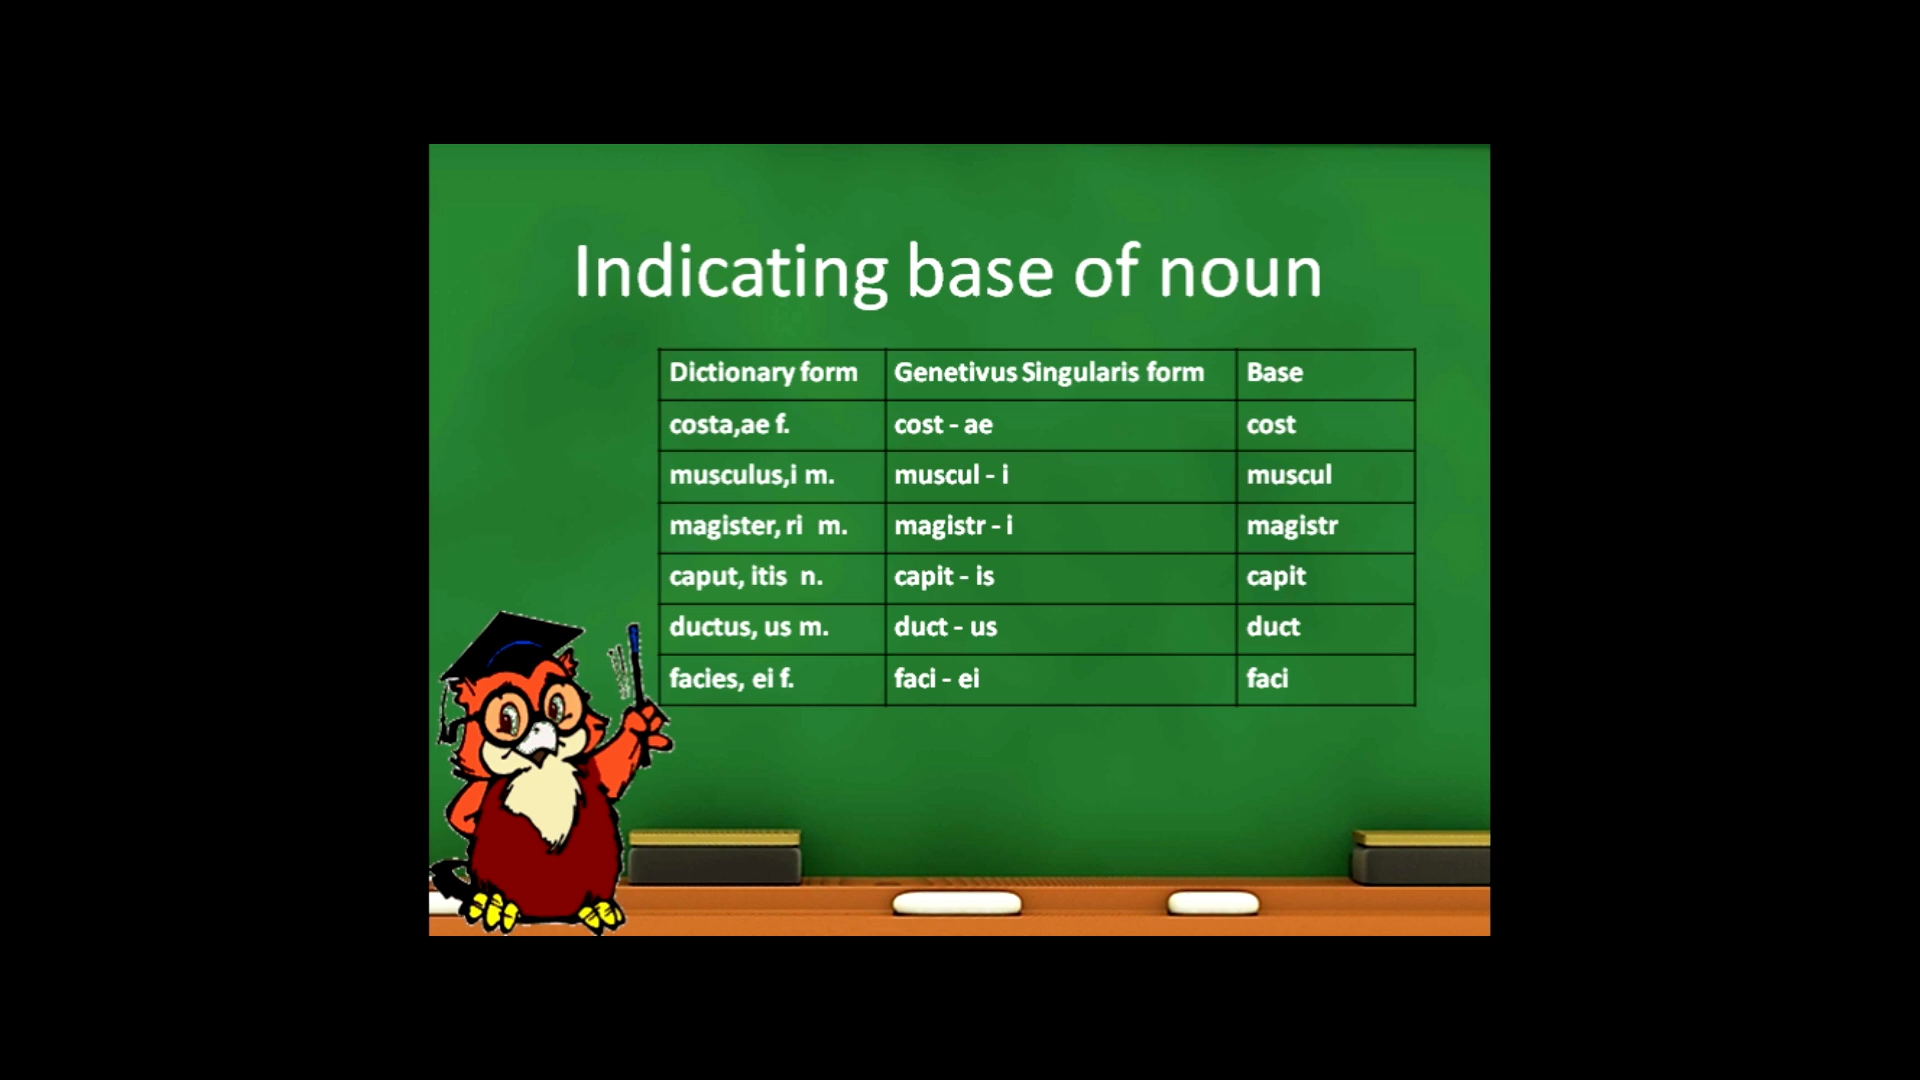 Indicating base of noun
Dictionary form Genetivus Singularis form Base
costa,ae f. cost - ae cost
musculus,i m. muscul - i muscul
magister, ri m. magistr - i magistr
caput, itis n. capit - is capit
ductus, us m. duct - us duct
facies, ei f. faci - ei faci